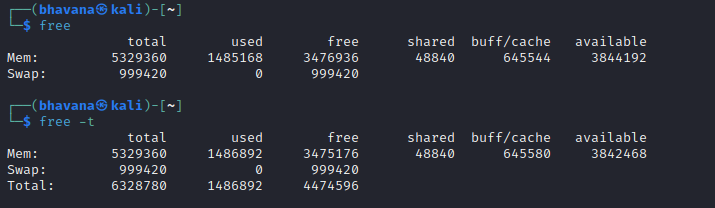 ┌──(bhavana㉿kali)-[~]
└─$ free
total used free shared buff/cache available
Mem: 5329360 1485168 3476936 48840 645544 3844192
Swap: 999420 0 999420
┌──(bhavana㉿kali)-[~]
└─$ free -t
total used free shared buff/cache available
Mem: 5329360 1486892 3475176 48840 645580 3842468
Swap: 999420 0 999420
Total: 6328780 1486892 4474596